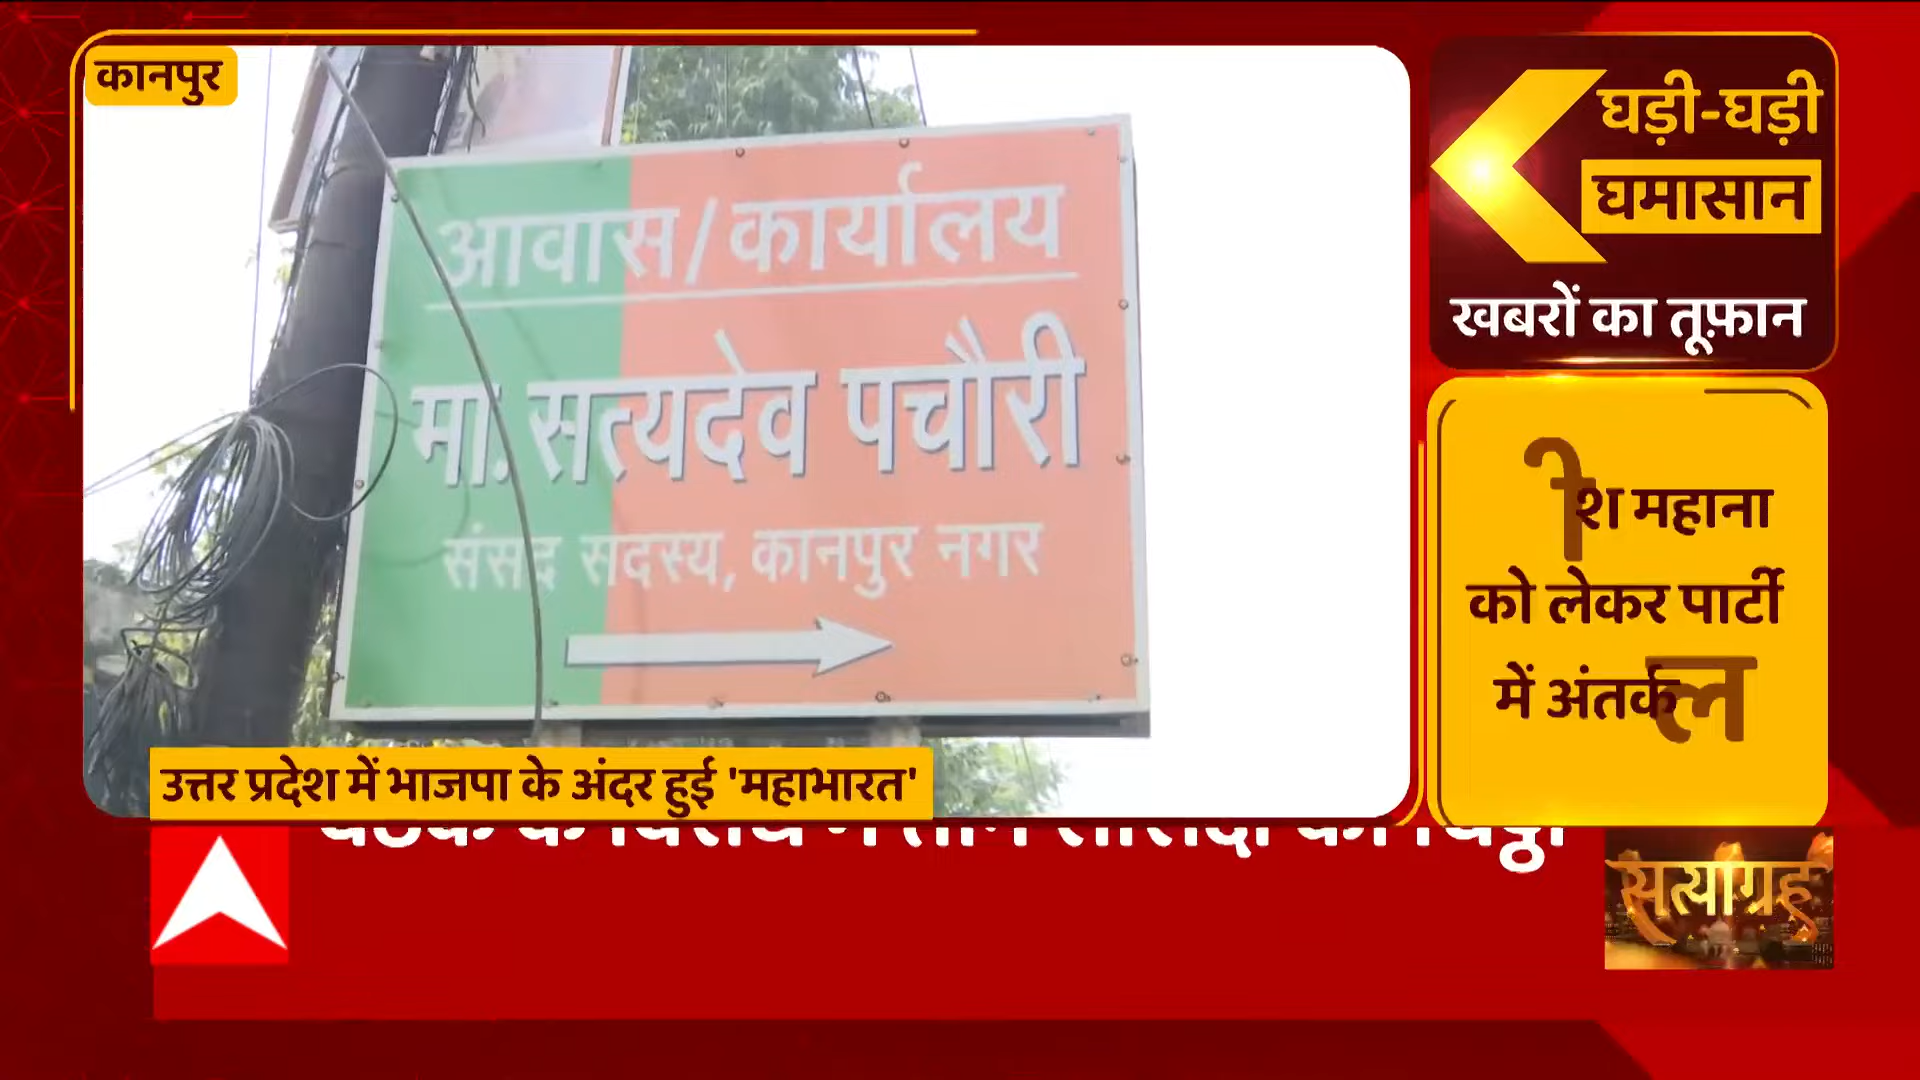 कानपुर
आवास/कार्यालय
मा. सत्यदेव पचौरी
संसद सदस्य, कानपुर नगर
उत्तर प्रदेश में भाजपा के अंदर हुई 'महाभारत'
घड़ी-घड़ी
घमासान
खबरों का तूफ़ान
महाना
को लेकर पार्टी
में
सत्याग्रह